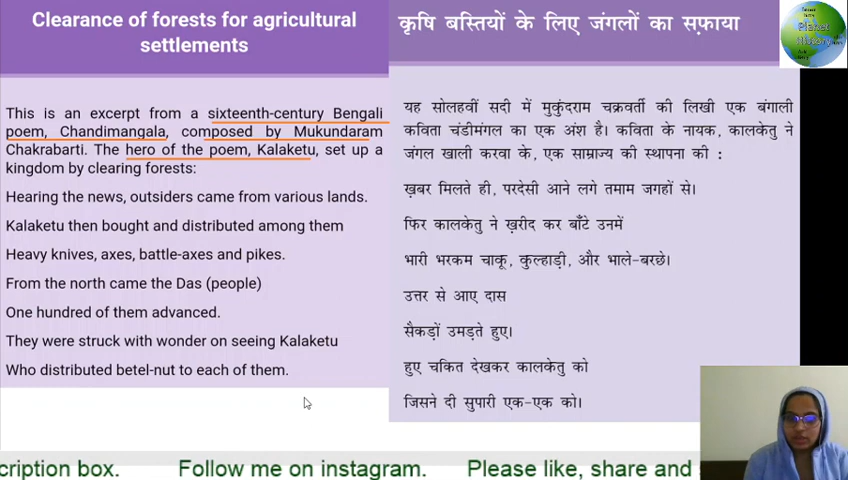 Clearance of forests for agricultural
settlements
This is an excerpt from a sixteenth-century Bengali
poem, Chandimangala, composed by Mukundaram
Chakrabarti. The hero of the poem, Kalaketu, set up a
kingdom by clearing forests:
Hearing the news, outsiders came from various lands.
Kalaketu then bought and distributed among them
Heavy knives, axes, battle-axes and pikes.
From the north came the Das (people)
One hundred of them advanced.
They were struck with wonder on seeing Kalaketu
Who distributed betel-nut to each of them.
कृषि बस्तियों के लिए जंगलों का सफ़ाया
यह सोलहवीं सदी में मुकुंदराम चक्रवर्ती की लिखी एक बंगाली
कविता चंडीमंगल का एक अंश है। कविता के नायक, कालकेतु ने
जंगल खाली करवा के, एक साम्राज्य की स्थापना की :
ख़बर मिलते ही, परदेसी आने लगे तमाम जगहों से।
फिर कालकेतु ने ख़रीद कर बाँटे उनमें
भारी भरकम चाकू, कुल्हाड़ी, और भाले-बरछे।
उत्तर से आए दास
सैकड़ों उमड़ते हुए।
हुए चकित देखकर कालकेतु को
जिसने दी सुपारी एक-एक को।
Planet
History
cription box. Follow me on instagram. Please like, share and